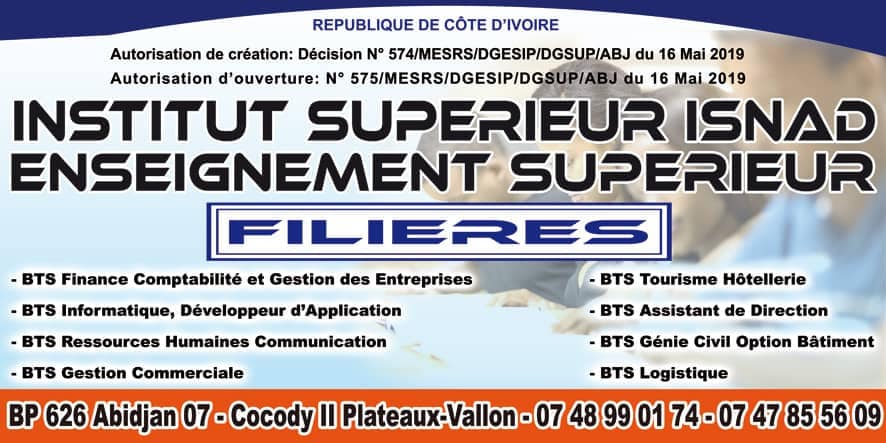 REPUBLIQUE DE CÔTE D'IVOIRE
Autorisation de création: Décision N° 574/MESRS/DGESIP/DGSUP/ABJ du 16 Mai 2019
Autorisation d'ouverture: N° 575/MESRS/DGESIP/DGSUP/ABJ du 16 Mai 2019
INSTITUT SUPERIEUR ISNAD
ENSEIGNEMENT SUPERIEUR
FILIERES
- BTS Finance Comptabilité et Gestion des Entreprises
- BTS Informatique, Développeur d'Application
- BTS Ressources Humaines Communication
- BTS Gestion Commerciale
- BTS Tourisme Hôtellerie
- BTS Assistant de Direction
- BTS Génie Civil Option Bâtiment
- BTS Logistique
BP 626 Abidjan 07 - Cocody II Plateaux-Vallon - 07 48 99 01 74 - 07 47 85 56 09